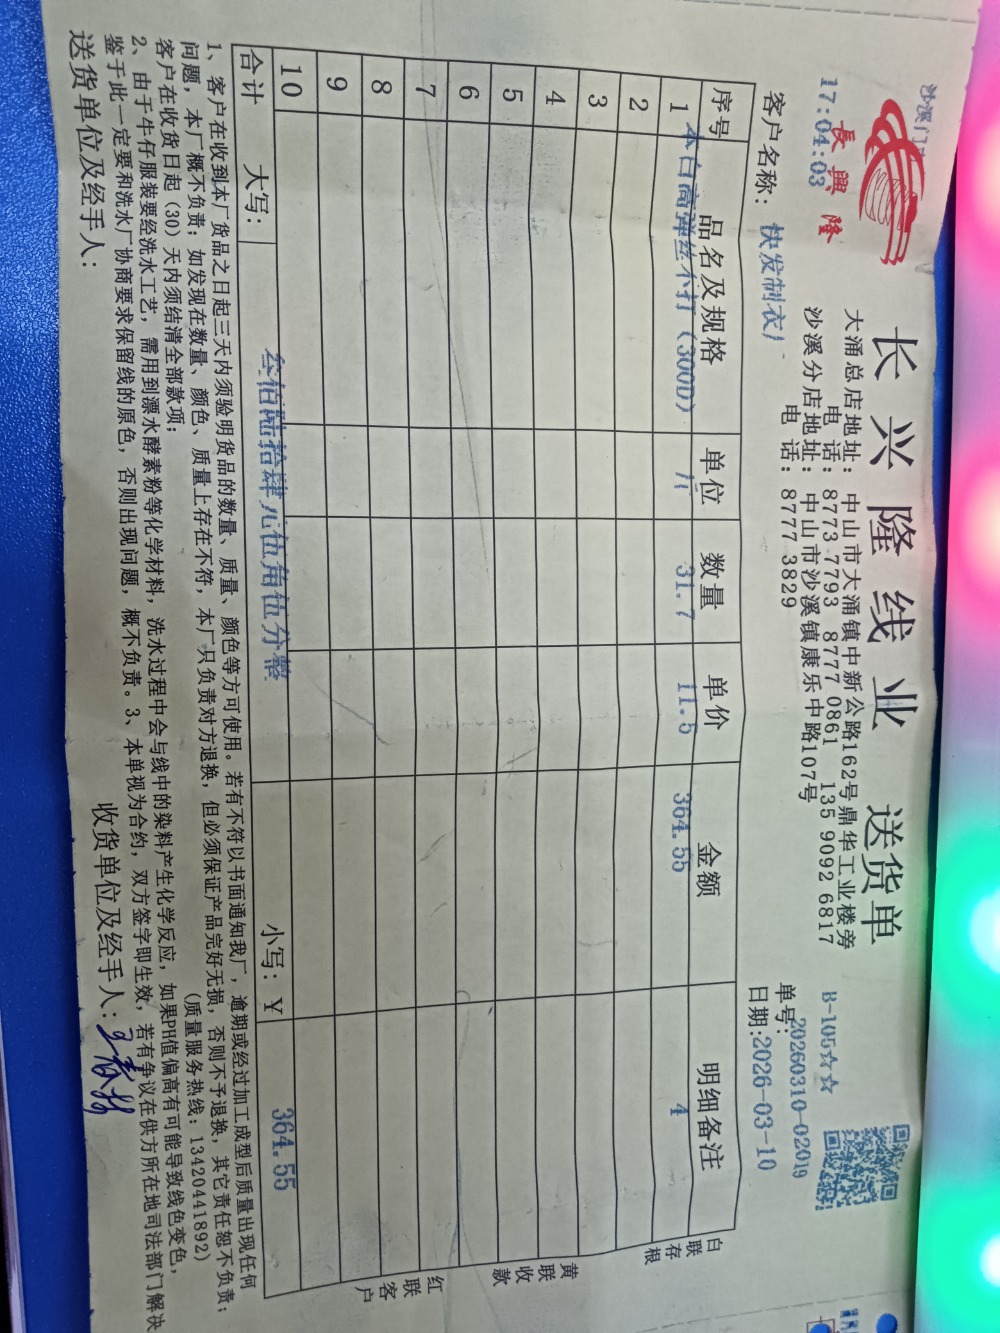 沙溪门
17:04:03
長興隆
长兴隆线业 送货单
大涌总店地址：中山市大涌镇中新公路162号鼎华工业楼旁
电 话：8773 7793 8777 0861 135 9092 6817
沙溪分店地址：中山市沙溪镇康乐中路107号
电 话：8777 3829
B-105☆☆
单号:20260310-02019
客户名称：快发制衣厂
日期:2026-03-10
序号 品名及规格 单位 数量 单价 金额 明细备注
1 本白高弹丝不打（300D） 斤 31.7 11.5 364.55 4
2
3
4
5
6
7
8
9
10
合计 大写：叁佰陆拾肆元伍角伍分整 小写：¥ 364.55
白联存根
黄联收款
红联客户
1、客户在收到本厂货品之日起三天内须验明货品的数量、质量、颜色等方可使用。若有不符以书面通知我厂，逾期或经过加工成型后质量出现任何
问题，本厂概不负责；如发现在数量、颜色、质量上存在不符，本厂只负责对方退换，但必须保证产品完好无损，否则不予退换，其它责任恕不负责；
客户在收货日起（30）天内须结清全部款项；
（质量服务热线：13420441892）
2、由于牛仔服装要经洗水工艺，需用到漂水酵素粉等化学材料，洗水过程中会与线中的染料产生化学反应，如果PH值偏高有可能导致线色变色，
鉴于此一定要和洗水厂协商要求保留线的原色，否则出现问题，概不负责。3、本单视为合约，双方签字即生效，若有争议在供方所在地司法部门解决
送货单位及经手人：
收货单位及经手人：